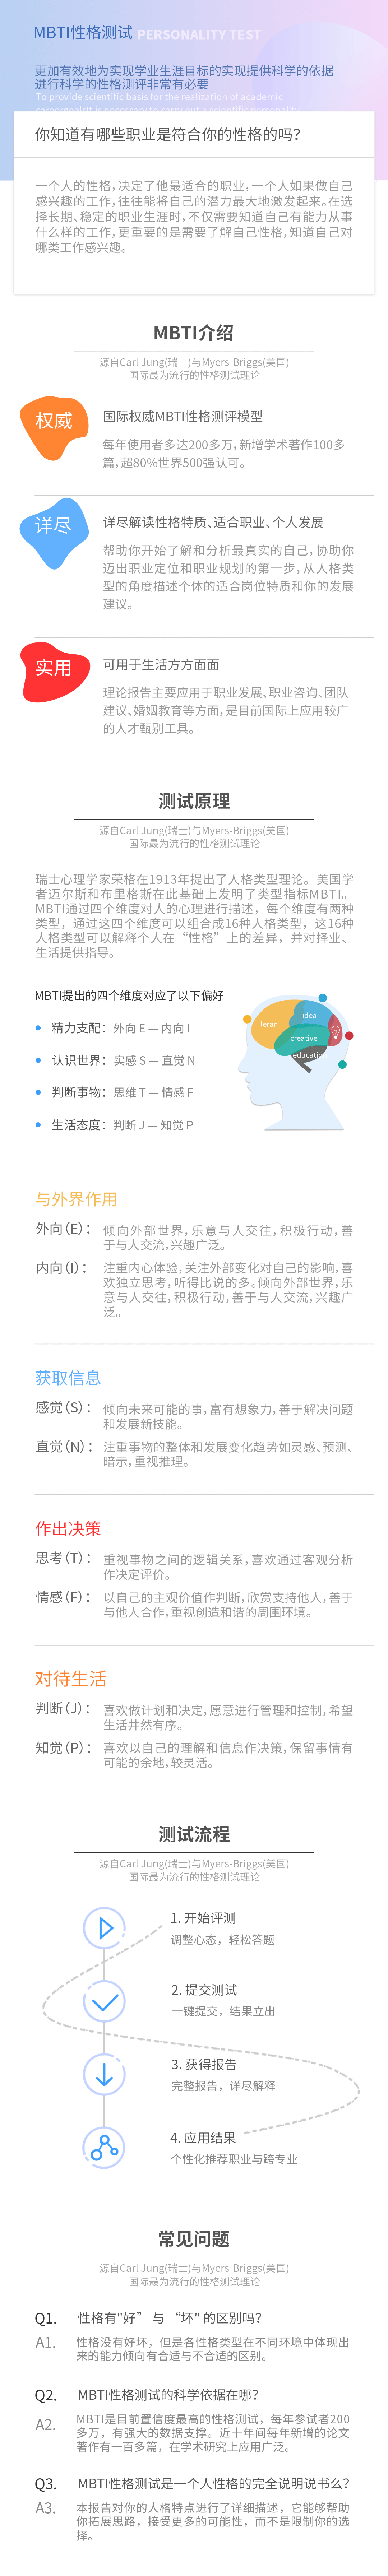 MBTI性格测试 PERSONALITY TEST
更加有效地为实现学业生涯目标的实现提供科学的依据
进行科学的性格测评非常有必要
To provide scientific basis for the realization of academic
你知道有哪些职业是符合你的性格的吗？
一个人的性格，决定了他最适合的职业，一个人如果做自己
感兴趣的工作，往往能将自己的潜力最大地激发起来。在选
择长期、稳定的职业生涯时，不仅需要知道自己有能力从事
什么样的工作，更重要的是需要了解自己性格，知道自己对
哪类工作感兴趣。
MBTI介绍
源自Carl Jung(瑞士)与Myers-Briggs(美国)
国际最为流行的性格测试理论
权威
国际权威MBTI性格测评模型
每年使用者多达200多万，新增学术著作100多
篇，超80%世界500强认可。
详尽
详尽解读性格特质、适合职业、个人发展
帮助你开始了解和分析最真实的自己，协助你
迈出职业定位和职业规划的第一步，从人格类
型的角度描述个体的适合岗位特质和你的发展
建议。
实用
可用于生活方方面面
理论报告主要应用于职业发展、职业咨询、团队
建议、婚姻教育等方面，是目前国际上应用较广
的人才甄别工具。
测试原理
源自Carl Jung(瑞士)与Myers-Briggs(美国)
国际最为流行的性格测试理论
瑞士心理学家荣格在1913年提出了人格类型理论。美国学
者迈尔斯和布里格斯在此基础上发明了类型指标MBTI。
MBTI通过四个维度对人的心理进行描述，每个维度有两种
类型，通过这四个维度可以组合成16种人格类型，这16种
人格类型可以解释个人在“性格”上的差异，并对择业、
生活提供指导。
MBTI提出的四个维度对应了以下偏好
精力支配：外向 E — 内向 I
认识世界：实感 S — 直觉 N
判断事物：思维 T — 情感 F
生活态度：判断 J — 知觉 P
leran
idea
creative
educatio
与外界作用
外向（E）：倾向外部世界，乐意与人交往，积极行动，善
于与人交流，兴趣广泛。
内向（I）：注重内心体验，关注外部变化对自己的影响，喜
欢独立思考，听得比说的多。倾向外部世界，乐
意与人交往，积极行动，善于与人交流，兴趣广
泛。
获取信息
感觉（S）：倾向未来可能的事，富有想象力，善于解决问题
和发展新技能。
直觉（N）：注重事物的整体和发展变化趋势如灵感、预测、
暗示，重视推理。
作出决策
思考（T）：重视事物之间的逻辑关系，喜欢通过客观分析
作决定评价。
情感（F）：以自己的主观价值作判断，欣赏支持他人，善于
与他人合作，重视创造和谐的周围环境。
对待生活
判断（J）：喜欢做计划和决定，愿意进行管理和控制，希望
生活井然有序。
知觉（P）：喜欢以自己的理解和信息作决策，保留事情有
可能的余地，较灵活。
测试流程
源自Carl Jung(瑞士)与Myers-Briggs(美国)
国际最为流行的性格测试理论
1. 开始评测
调整心态，轻松答题
2. 提交测试
一键提交，结果立出
3. 获得报告
完整报告，详尽解释
4. 应用结果
个性化推荐职业与跨专业
常见问题
源自Carl Jung(瑞士)与Myers-Briggs(美国)
国际最为流行的性格测试理论
Q1. 性格有"好” 与 “坏" 的区别吗？
A1. 性格没有好坏，但是各性格类型在不同环境中体现出
来的能力倾向有合适与不合适的区别。
Q2. MBTI性格测试的科学依据在哪？
A2. MBTI是目前置信度最高的性格测试，每年参试者200
多万，有强大的数据支撑。近十年间每年新增的论文
著作有一百多篇，在学术研究上应用广泛。
Q3. MBTI性格测试是一个人性格的完全说明说书么？
A3. 本报告对你的人格特点进行了详细描述，它能够帮助
你拓展思路，接受更多的可能性，而不是限制你的选
择。